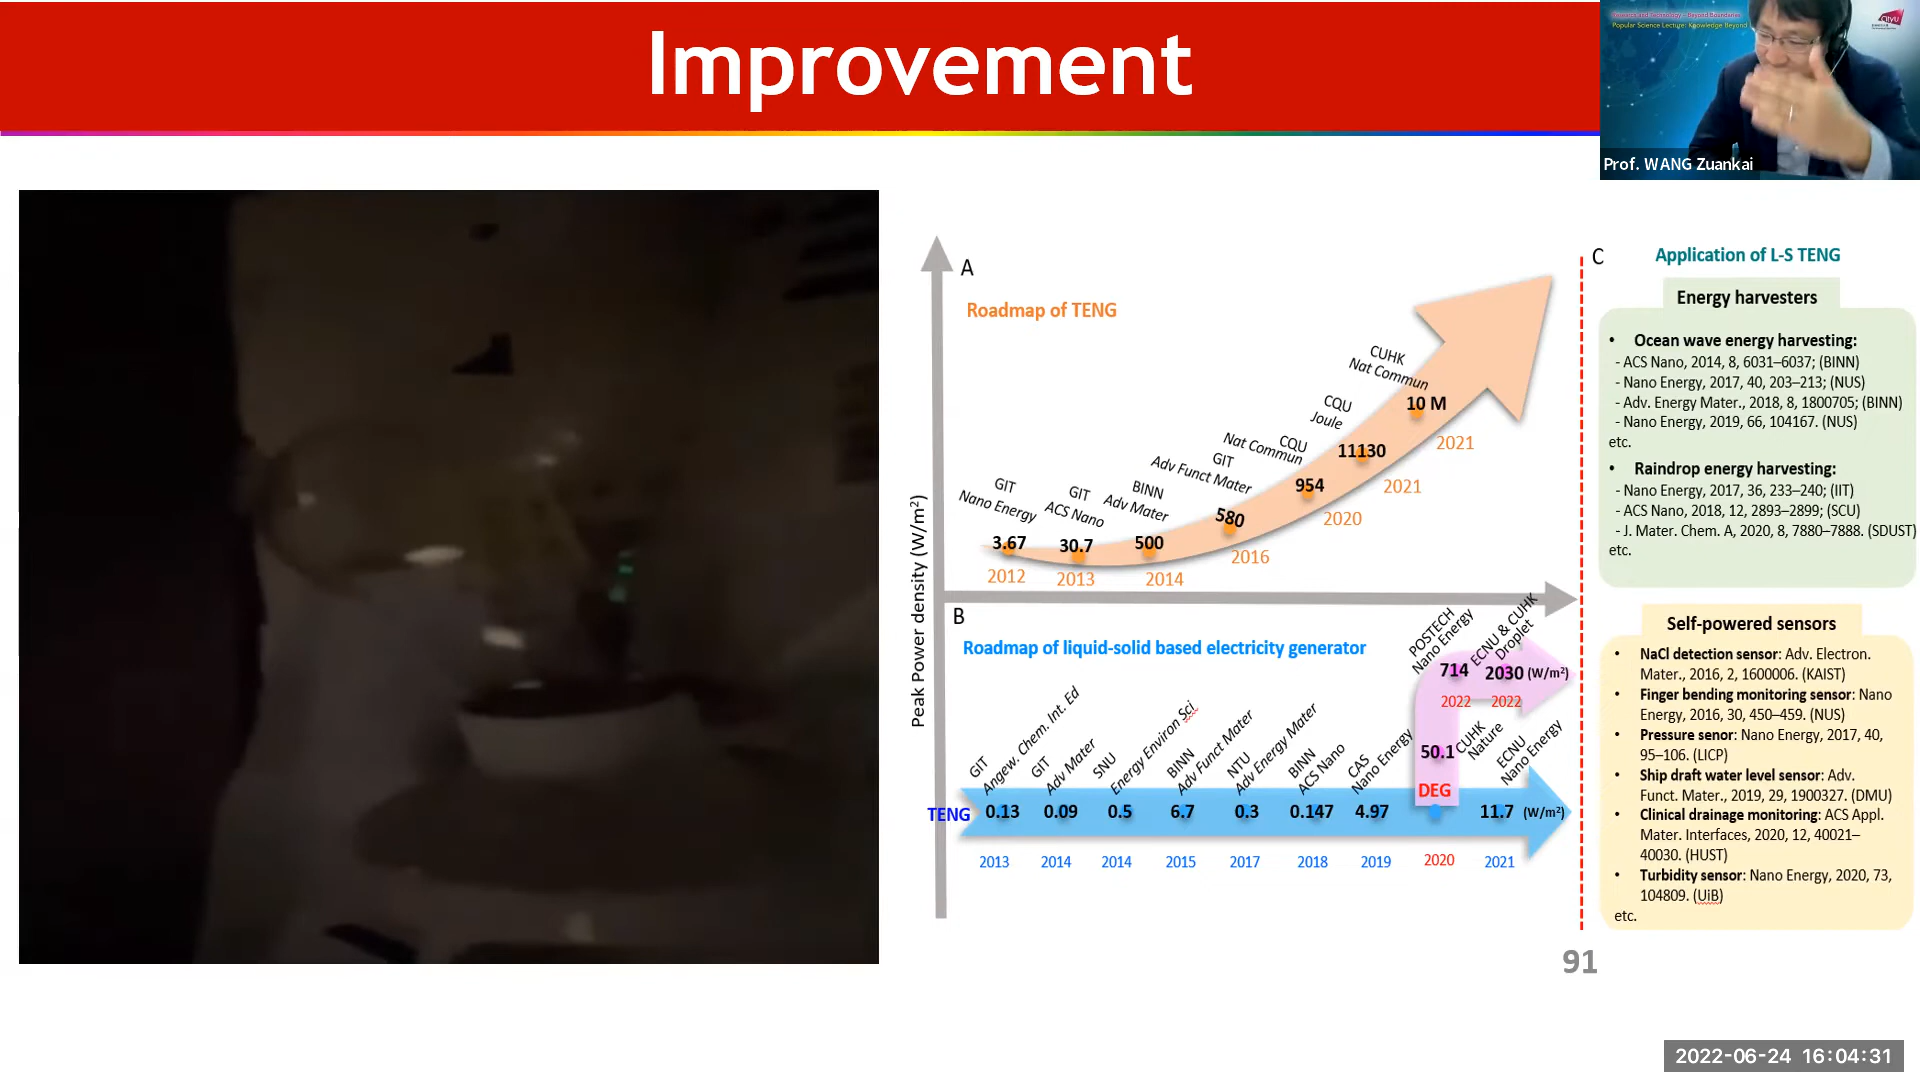 Improvement
Research and Technology – Beyond Boundaries
Popular Science Lecture: Knowledge Beyond
CityU
Prof. WANG Zuankai
A
Roadmap of TENG
Peak Power density (W/m²)
GIT
Nano Energy
3.67
2012
GIT
ACS Nano
30.7
2013
BINN
Adv Mater
500
2014
GIT
Adv Funct Mater
580
2016
CQU
Nat Commun
954
2020
CQU
Joule
11130
2021
CUHK
Nat Commun
10 M
2021
B
Roadmap of liquid-solid based electricity generator
TENG
GIT
Angew. Chem. Int. Ed
0.13
2013
GIT
Adv Mater
0.09
2014
SNU
Energy Environ Sci
0.5
2014
BINN
Adv Funct Mater
6.7
2015
NTU
Adv Energy Mater
0.3
2017
BINN
ACS Nano
0.147
2018
CAS
Nano Energy
4.97
2019
CUHK
Nature
50.1
DEG
2020
ECNU
Nano Energy
11.7 (W/m²)
2021
POSTECH
Nano Energy
714
2022
ECNU & CUHK
Droplet
2030 (W/m²)
2022
C
Application of L-S TENG
Energy harvesters
• Ocean wave energy harvesting:
- ACS Nano, 2014, 8, 6031–6037; (BINN)
- Nano Energy, 2017, 40, 203–213; (NUS)
- Adv. Energy Mater., 2018, 8, 1800705; (BINN)
- Nano Energy, 2019, 66, 104167. (NUS)
etc.
• Raindrop energy harvesting:
- Nano Energy, 2017, 36, 233–240; (IIT)
- ACS Nano, 2018, 12, 2893–2899; (SCU)
- J. Mater. Chem. A, 2020, 8, 7880–7888. (SDUST)
etc.
Self-powered sensors
• NaCl detection sensor: Adv. Electron.
Mater., 2016, 2, 1600006. (KAIST)
• Finger bending monitoring sensor: Nano
Energy, 2016, 30, 450–459. (NUS)
• Pressure senor: Nano Energy, 2017, 40,
95–106. (LICP)
• Ship draft water level sensor: Adv.
Funct. Mater., 2019, 29, 1900327. (DMU)
• Clinical drainage monitoring: ACS Appl.
Mater. Interfaces, 2020, 12, 40021–
40030. (HUST)
• Turbidity sensor: Nano Energy, 2020, 73,
104809. (UiB)
etc.
91
2022-06-24 16:04:31